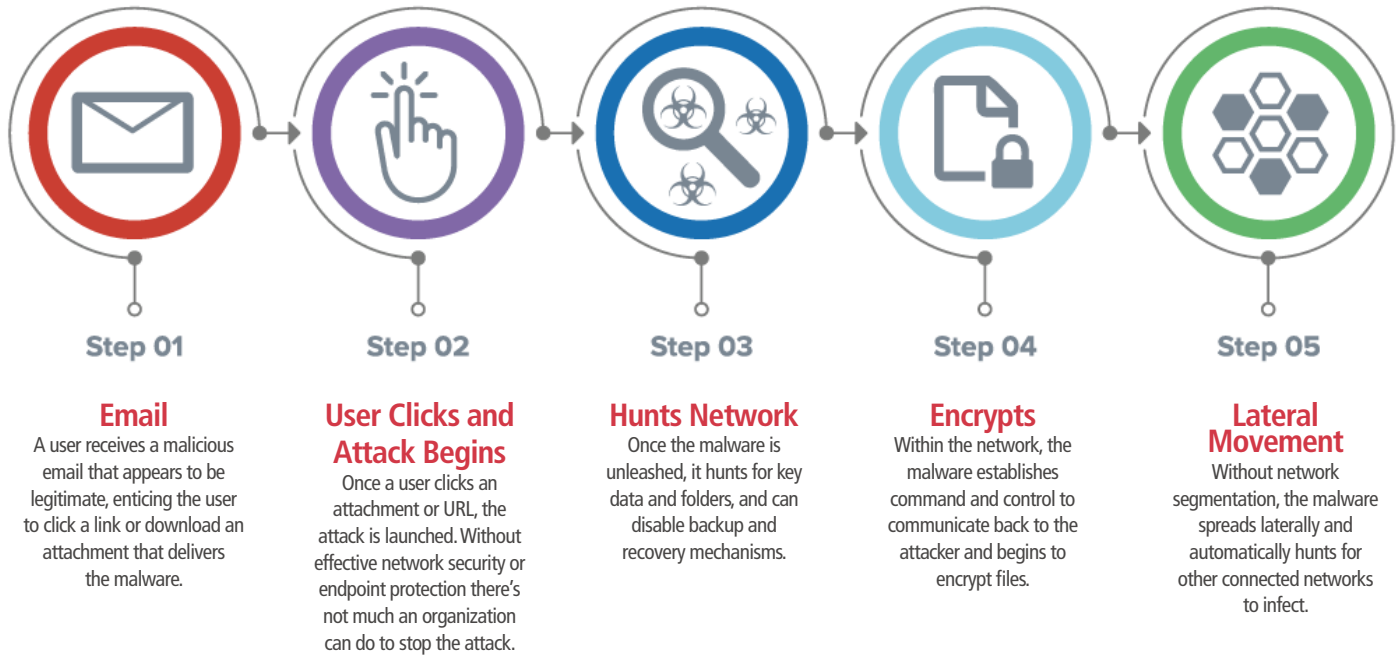 Step 01
Email
A user receives a malicious
email that appears to be
legitimate, enticing the user
to click a link or download an
attachment that delivers
the malware.
Step 02
User Clicks and
Attack Begins
Once a user clicks an
attachment or URL, the
attack is launched. Without
effective network security or
endpoint protection there’s
not much an organization
can do to stop the attack.
Step 03
Hunts Network
Once the malware is
unleashed, it hunts for key
data and folders, and can
disable backup and
recovery mechanisms.
Step 04
Encrypts
Within the network, the
malware establishes
command and control to
communicate back to the
attacker and begins to
encrypt files.
Step 05
Lateral
Movement
Without network
segmentation, the malware
spreads laterally and
automatically hunts for
other connected networks
to infect.